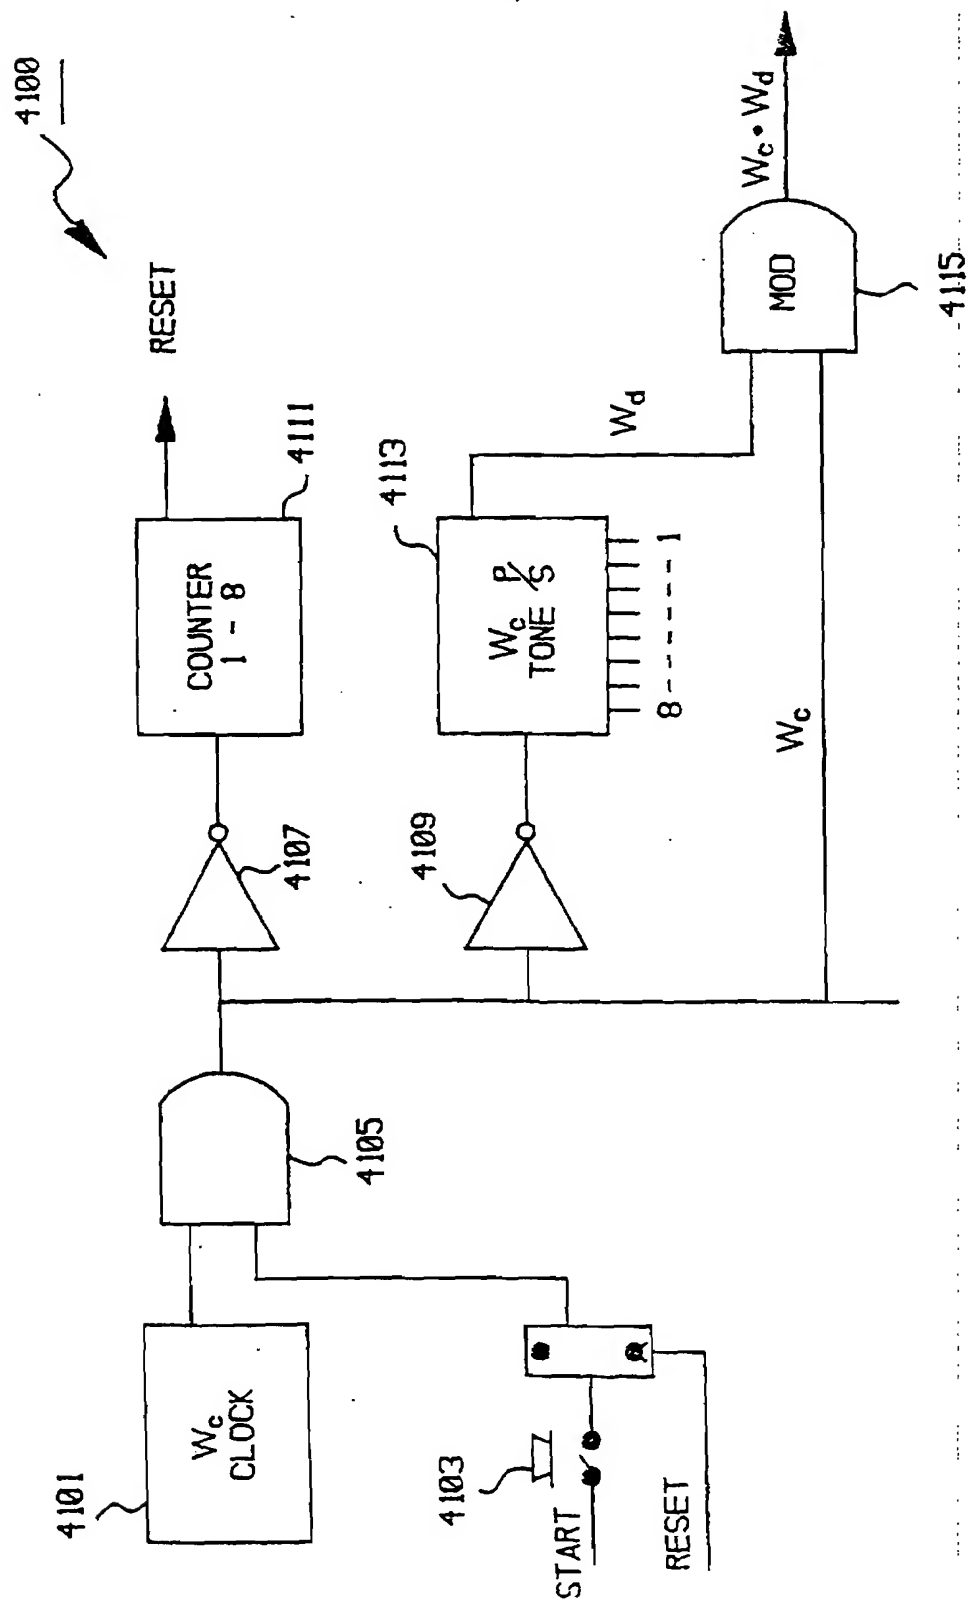 4100
RESET
4111
COUNTER
1 - 8
4107
4105
4101
Wc
CLOCK
4113
Wc P/S
TONE
8-------1
4109
4103
START
RESET
Wd
Wc
MOD
Wc • Wd
4115